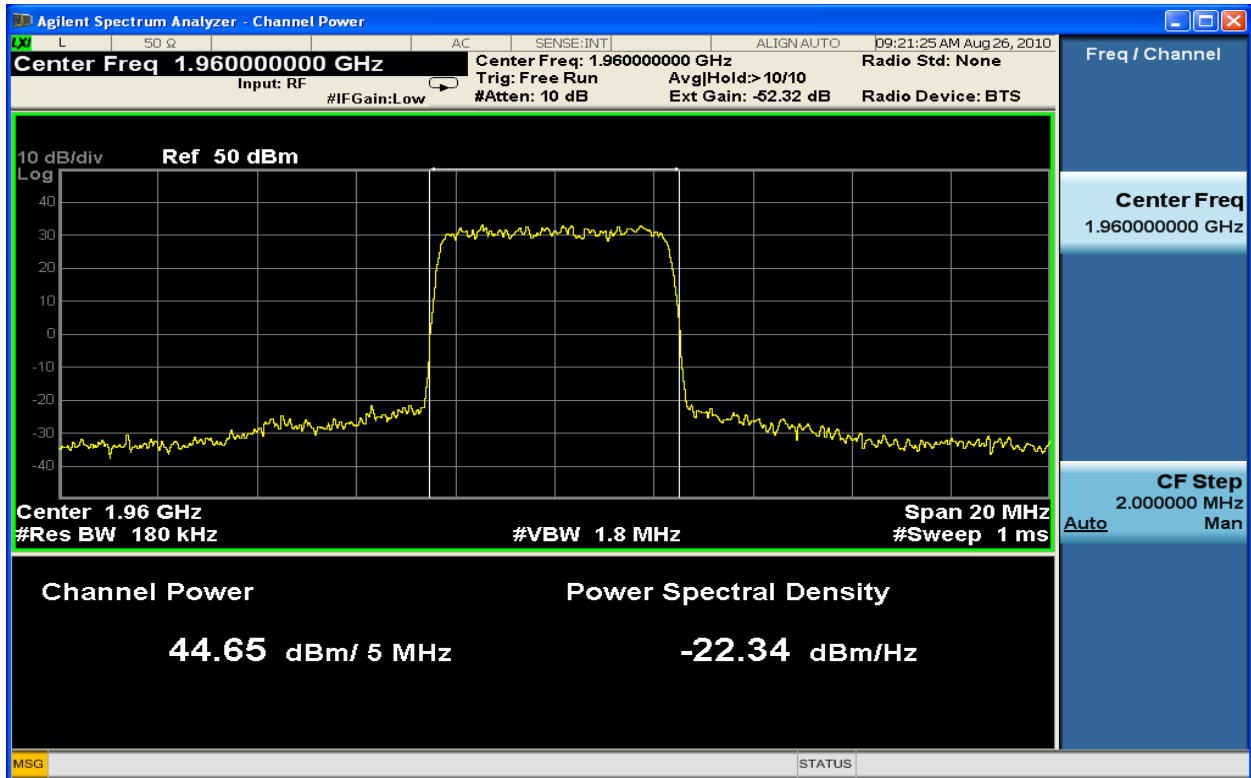 Agilent Spectrum Analyzer - Channel Power
LXI L 50 Ω AC SENSE:INT ALIGN AUTO 09:21:25 AM Aug 26, 2010
Center Freq 1.960000000 GHz
Input: RF
#IFGain:Low
Center Freq: 1.960000000 GHz
Trig: Free Run
#Atten: 10 dB
Avg|Hold:>10/10
Ext Gain: -52.32 dB
Radio Std: None
Radio Device: BTS
10 dB/div Ref 50 dBm
Log
40
30
20
10
0
-10
-20
-30
-40
Center 1.96 GHz Span 20 MHz
#Res BW 180 kHz #VBW 1.8 MHz #Sweep 1 ms
Channel Power Power Spectral Density
44.65 dBm/ 5 MHz -22.34 dBm/Hz
Freq / Channel
Center Freq
1.960000000 GHz
CF Step
2.000000 MHz
Auto Man
MSG STATUS